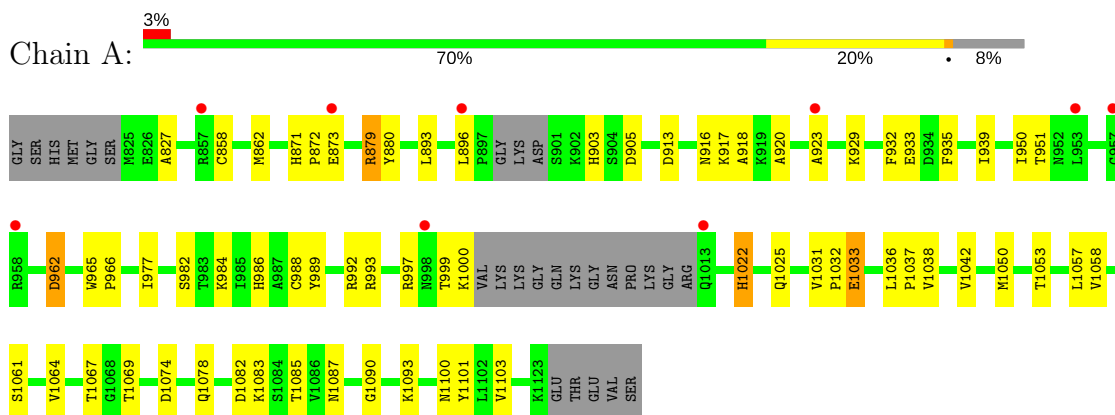 3%
Chain A:
70% 20% • 8%
GLY SER HIS MET GLY SER M825 E826 A827 R857 C858 M862 H871 P872 E873 R879 Y880 L893 L896 P897 GLY LYS ASP S901 K902 H903 S904 D905 D913 N916 K917 A918 K919 A920 A923 K929 F932 E933 D934 F935 I939 I950 T951 N952 L953 G957
R958 D962 W965 P966 I977 S982 T983 K984 I985 H986 A987 C988 Y989 R992 R993 R997 N998 T999 K1000 VAL LYS LYS GLY GLN LYS GLY ASN PRO LYS GLY ARG Q1013 H1022 Q1025 V1031 P1032 E1033 L1036 P1037 V1038 V1042 M1050 T1053 L1057 V1058
S1061 V1064 T1067 G1068 T1069 D1074 Q1078 D1082 K1083 S1084 T1085 V1086 N1087 G1090 K1093 N1100 Y1101 L1102 V1103 K1123 GLU THR GLU VAL SER